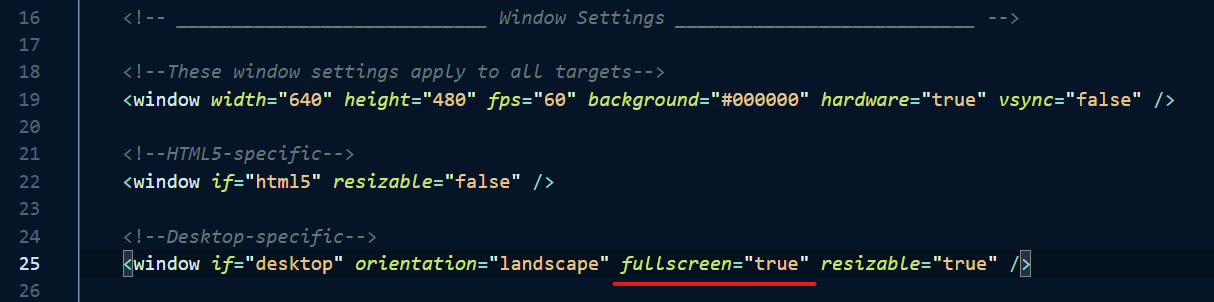 16 <!-- ____________________________ Window Settings ___________________________ -->
17
18 <!--These window settings apply to all targets-->
19 <window width="640" height="480" fps="60" background="#000000" hardware="true" vsync="false" />
20
21 <!--HTML5-specific-->
22 <window if="html5" resizable="false" />
23
24 <!--Desktop-specific-->
25 <window if="desktop" orientation="landscape" fullscreen="true" resizable="true" />
26